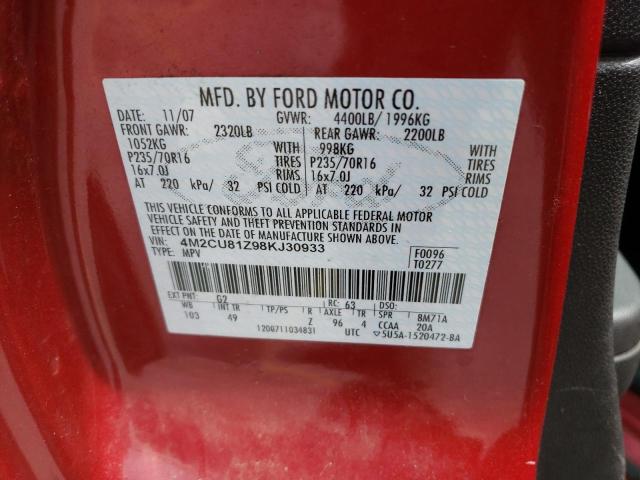 MFD. BY FORD MOTOR CO.
DATE: 11/07 GVWR: 4400LB/1996KG
FRONT GAWR: 2320LB REAR GAWR: 2200LB
1052KG WITH 998KG WITH
P235/70R16 TIRES P235/70R16 TIRES
16x7.0J RIMS 16x7.0J RIMS
AT 220 kPa/ 32 PSI COLD AT 220 kPa/ 32 PSI COLD
THIS VEHICLE CONFORMS TO ALL APPLICABLE FEDERAL MOTOR
VEHICLE SAFETY AND THEFT PREVENTION STANDARDS IN
EFFECT ON THE DATE OF MANUFACTURE SHOWN ABOVE.
VIN: 4M2CU81Z98KJ30933 F0096
TYPE: MPV T0277
EXT PNT: G2 RC: 63 DSO:
WB INT TR TP/PS R AXLE TR SPR 8M71A
103 49 Z 96 4 CCAA 20A
1200711034831 UTC 5U5A-1520472-BA